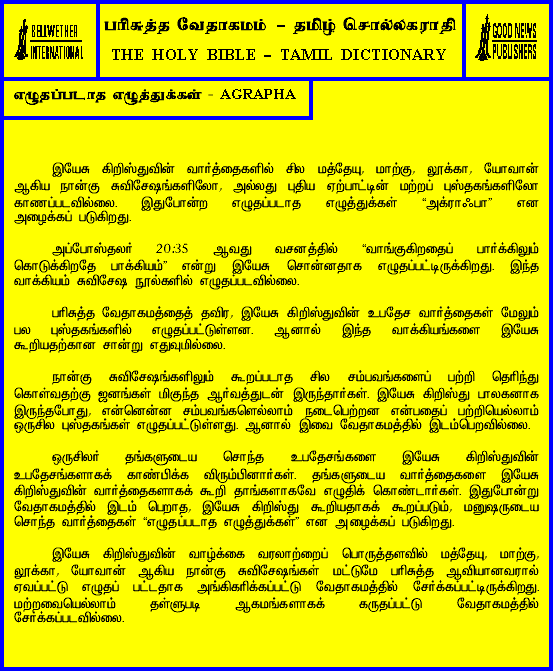 BELLWETHER
INTERNATIONAL
பரிசுத்த வேதாகமம் – தமிழ் சொல்லகராதி
THE HOLY BIBLE – TAMIL DICTIONARY
GOOD NEWS
PUBLISHERS
எழுதப்படாத எழுத்துக்கள் - AGRAPHA
இயேசு கிறிஸ்துவின் வார்த்தைகளில் சில மத்தேயு, மாற்கு, லூக்கா, யோவான்
ஆகிய நான்கு சுவிசேஷங்களிலோ, அல்லது புதிய ஏற்பாட்டின் மற்றப் புஸ்தகங்களிலோ
காணப்படவில்லை. இதுபோன்ற எழுதப்படாத எழுத்துக்கள் “அக்ராஃபா” என
அழைக்கப் படுகிறது.
அப்போஸ்தலர் 20:35 ஆவது வசனத்தில் “வாங்குகிறதைப் பார்க்கிலும்
கொடுக்கிறதே பாக்கியம்” என்று இயேசு சொன்னதாக எழுதப்பட்டிருக்கிறது. இந்த
வாக்கியம் சுவிசேஷ நூல்களில் எழுதப்படவில்லை.
பரிசுத்த வேதாகமத்தைத் தவிர, இயேசு கிறிஸ்துவின் உபதேச வார்த்தைகள் மேலும்
பல புஸ்தகங்களில் எழுதப்பட்டுள்ளன. ஆனால் இந்த வாக்கியங்களை இயேசு
கூறியதற்கான சான்று எதுவுமில்லை.
நான்கு சுவிசேஷங்களிலும் கூறப்படாத சில சம்பவங்களைப் பற்றி தெரிந்து
கொள்வதற்கு ஜனங்கள் மிகுந்த ஆர்வத்துடன் இருந்தார்கள். இயேசு கிறிஸ்து பாலகனாக
இருந்தபோது, என்னென்ன சம்பவங்களெல்லாம் நடைபெற்றன என்பதைப் பற்றியெல்லாம்
ஒருசில புஸ்தகங்கள் எழுதப்பட்டுள்ளது. ஆனால் இவை வேதாகமத்தில் இடம்பெறவில்லை.
ஒருசிலர் தங்களுடைய சொந்த உபதேசங்களை இயேசு கிறிஸ்துவின்
உபதேசங்களாகக் காண்பிக்க விரும்பினார்கள். தங்களுடைய வார்த்தைகளை இயேசு
கிறிஸ்துவின் வார்த்தைகளாகக் கூறி தாங்களாகவே எழுதிக் கொண்டார்கள். இதுபோன்று
வேதாகமத்தில் இடம் பெறாத, இயேசு கிறிஸ்து கூறியதாகக் கூறப்படும், மனுஷருடைய
சொந்த வார்த்தைகள் “எழுதப்படாத எழுத்துக்கள்” என அழைக்கப் படுகிறது.
இயேசு கிறிஸ்துவின் வாழ்க்கை வரலாற்றைப் பொருத்தளவில் மத்தேயு, மாற்கு,
லூக்கா, யோவான் ஆகிய நான்கு சுவிசேஷங்கள் மட்டுமே பரிசுத்த ஆவியானவரால்
ஏவப்பட்டு எழுதப் பட்டதாக அங்கிகரிக்கப்பட்டு வேதாகமத்தில் சேர்க்கப்பட்டிருக்கிறது.
மற்றவையெல்லாம் தள்ளுபடி ஆகமங்களாகக் கருதப்பட்டு வேதாகமத்தில்
சேர்க்கப்படவில்லை.